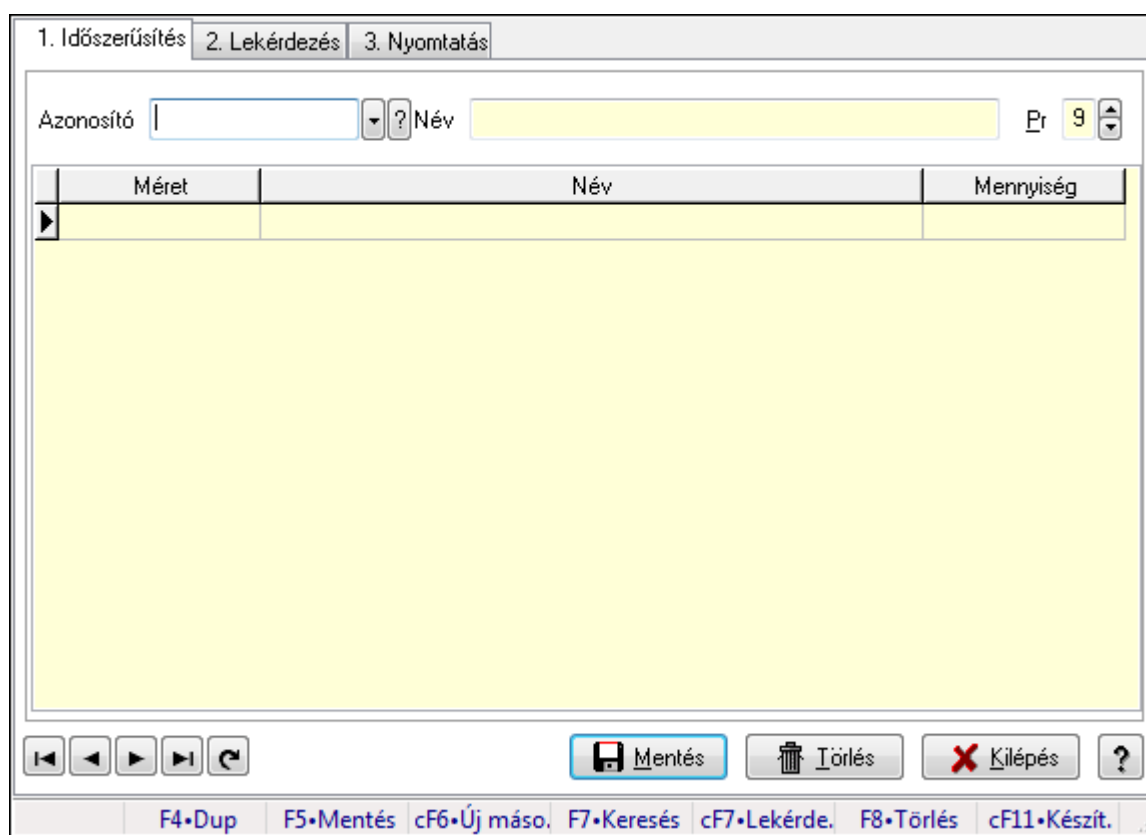 1. Időszerűsítés 2. Lekérdezés 3. Nyomtatás
Azonosító ? Név Pr 9
Méret Név Mennyiség
Mentés Törlés Kilépés ?
F4•Dup F5•Mentés cF6•Új máso. F7•Keresés cF7•Lekérde. F8•Törlés cF11•Készít.